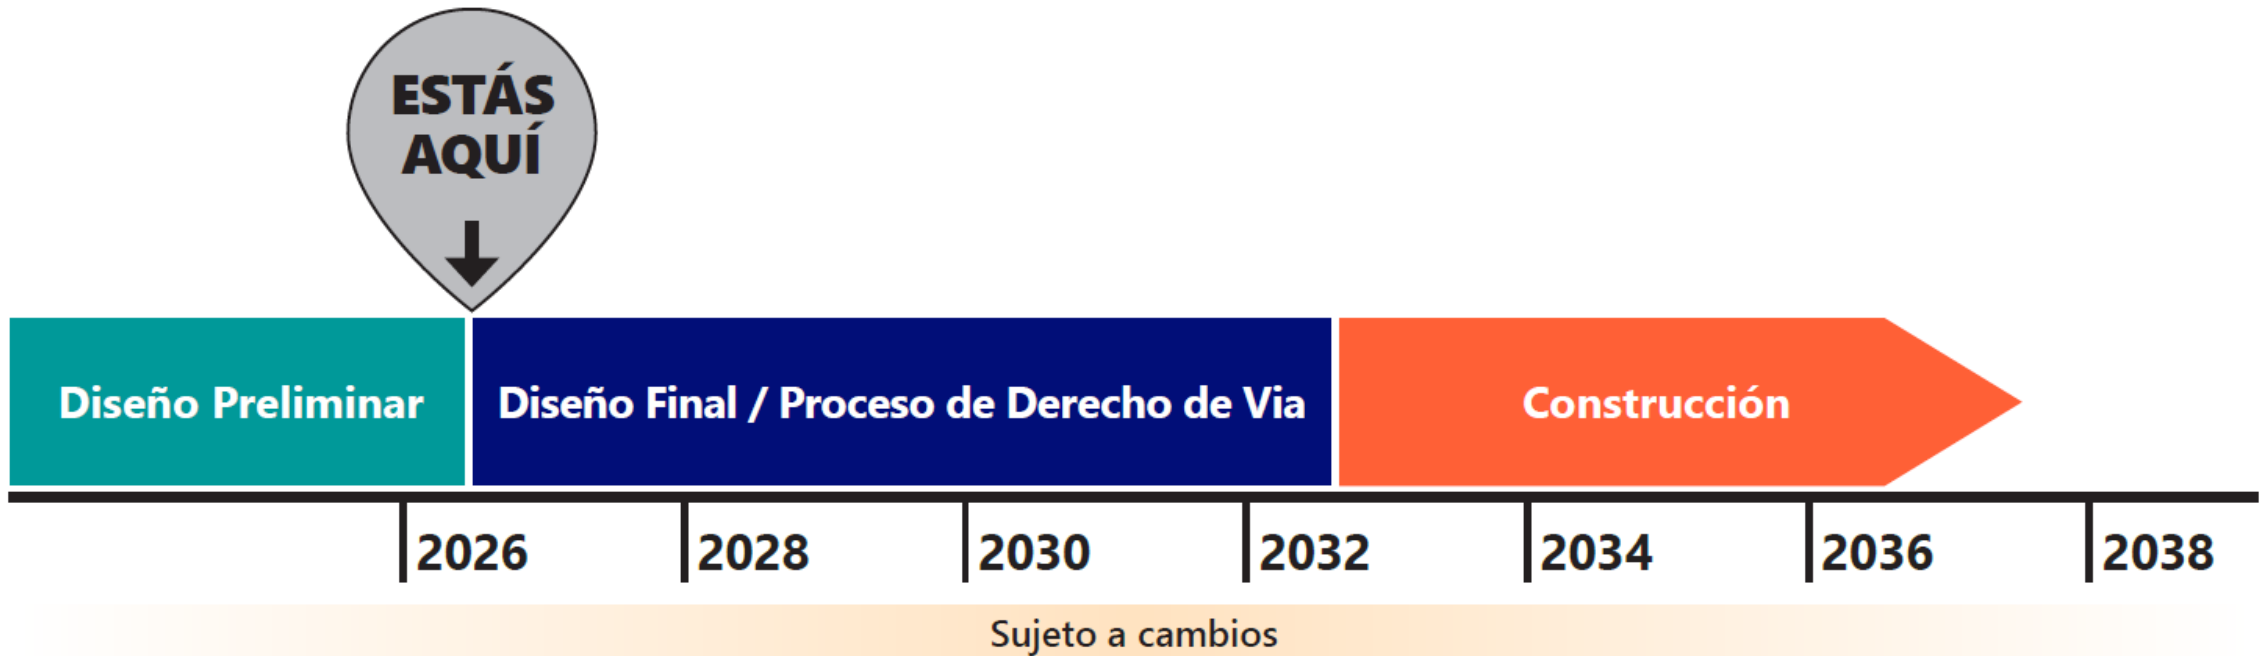 ESTÁS
AQUÍ
Diseño Preliminar
Diseño Final / Proceso de Derecho de Via
Construcción
2026
2028
2030
2032
2034
2036
2038
Sujeto a cambios